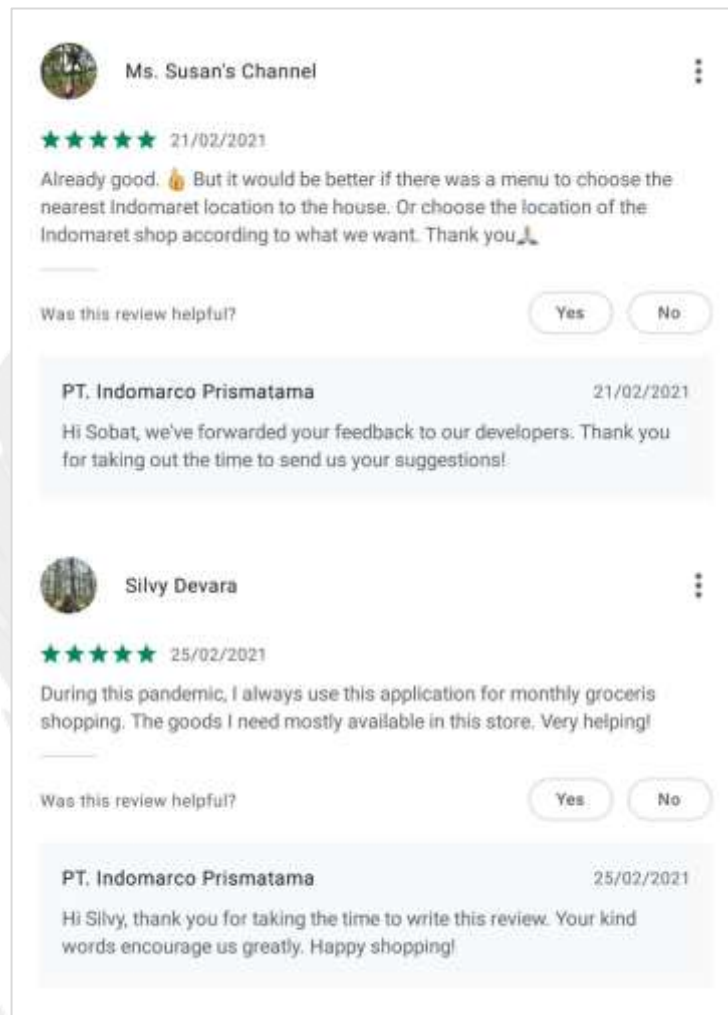 Ms. Susan's Channel
21/02/2021
Already good. 👍 But it would be better if there was a menu to choose the
nearest Indomaret location to the house. Or choose the location of the
Indomaret shop according to what we want. Thank you🙏
Was this review helpful?
Yes
No
PT. Indomarco Prismatama
21/02/2021
Hi Sobat, we've forwarded your feedback to our developers. Thank you
for taking out the time to send us your suggestions!
Silvy Devara
25/02/2021
During this pandemic, I always use this application for monthly groceris
shopping. The goods I need mostly available in this store. Very helping!
Was this review helpful?
Yes
No
PT. Indomarco Prismatama
25/02/2021
Hi Silvy, thank you for taking the time to write this review. Your kind
words encourage us greatly. Happy shopping!